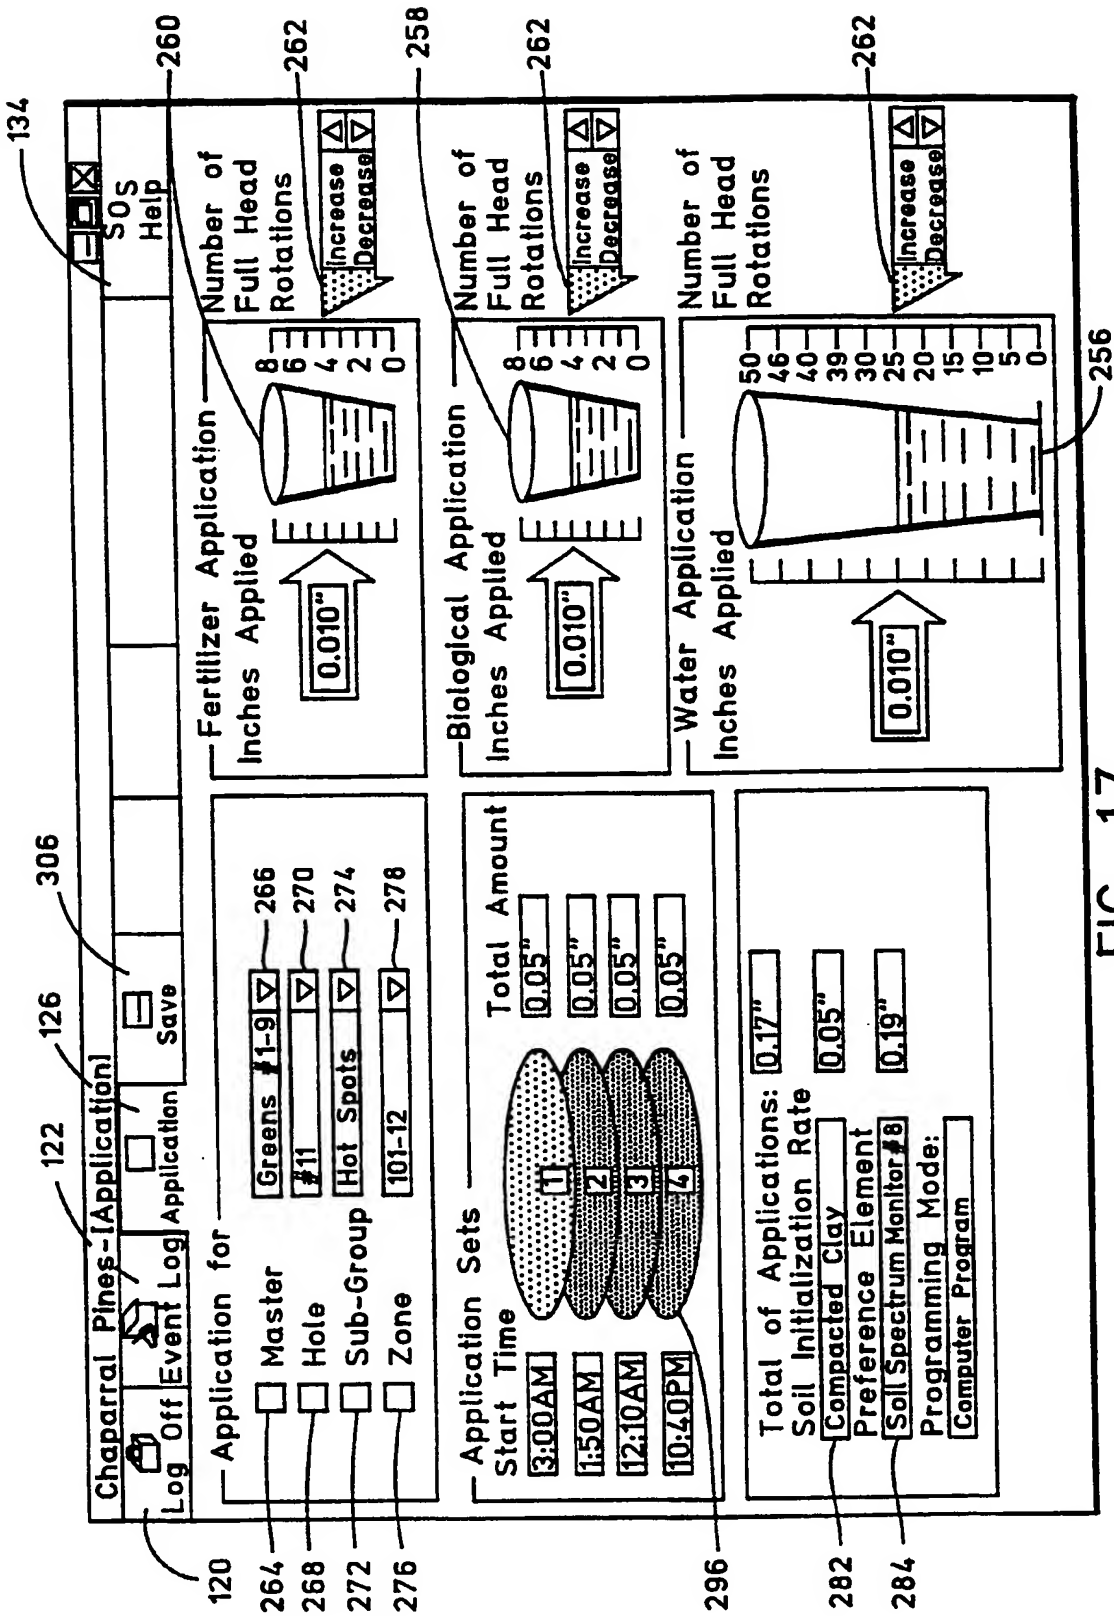 134
306
126
122
260
262
258
262
262
Chaparral Pines-[Application]
Log Off
Event Log
Application
Save
SOS
Help
120
Application for
264
Master
Greens #1-9
266
268
Hole
#11
270
272
Sub-Group
Hot Spots
274
276
Zone
101-12
278
Fertilizer Application
Inches Applied
0.010"
8
6
4
2
0
Number of
Full Head
Rotations
Increase
Decrease
Application Sets
Start Time
Total Amount
3:00AM
1
0.05"
1:50AM
2
0.05"
12:10AM
3
0.05"
10:40PM
4
0.05"
296
Biological Application
Inches Applied
0.010"
8
6
4
2
0
Number of
Full Head
Rotations
Increase
Decrease
Total of Applications:
0.17"
Soil Initialization Rate
282
Compacted Clay
0.05"
Preference Element
284
Soil Spectrum Monitor#8
0.19"
Programming Mode:
Computer Program
Water Application
Inches Applied
0.010"
50
46
40
39
30
25
20
15
10
5
0
Number of
Full Head
Rotations
Increase
Decrease
256
FIG. 17